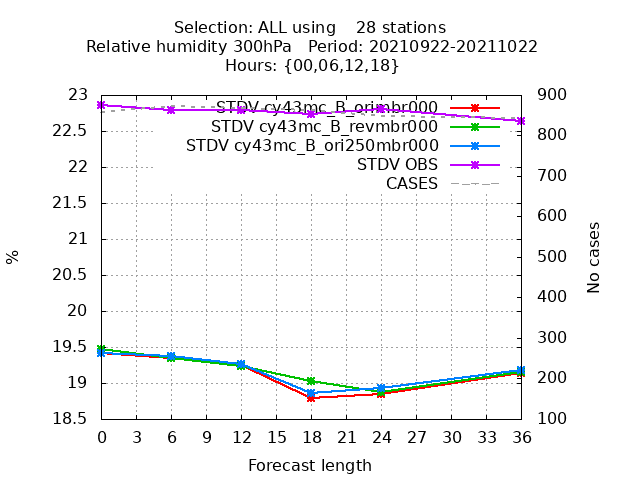 Selection: ALL using    28 stations
Relative humidity 300hPa   Period: 20210922-20211022
Hours: {00,06,12,18}
STDV cy43mc_B_orimbr000
STDV cy43mc_B_revmbr000
STDV cy43mc_B_ori250mbr000
STDV OBS
CASES
%
23
22.5
22
21.5
21
20.5
20
19.5
19
18.5
900
800
700
600
500
400
300
200
100
No cases
0 3 6 9 12 15 18 21 24 27 30 33 36
Forecast length